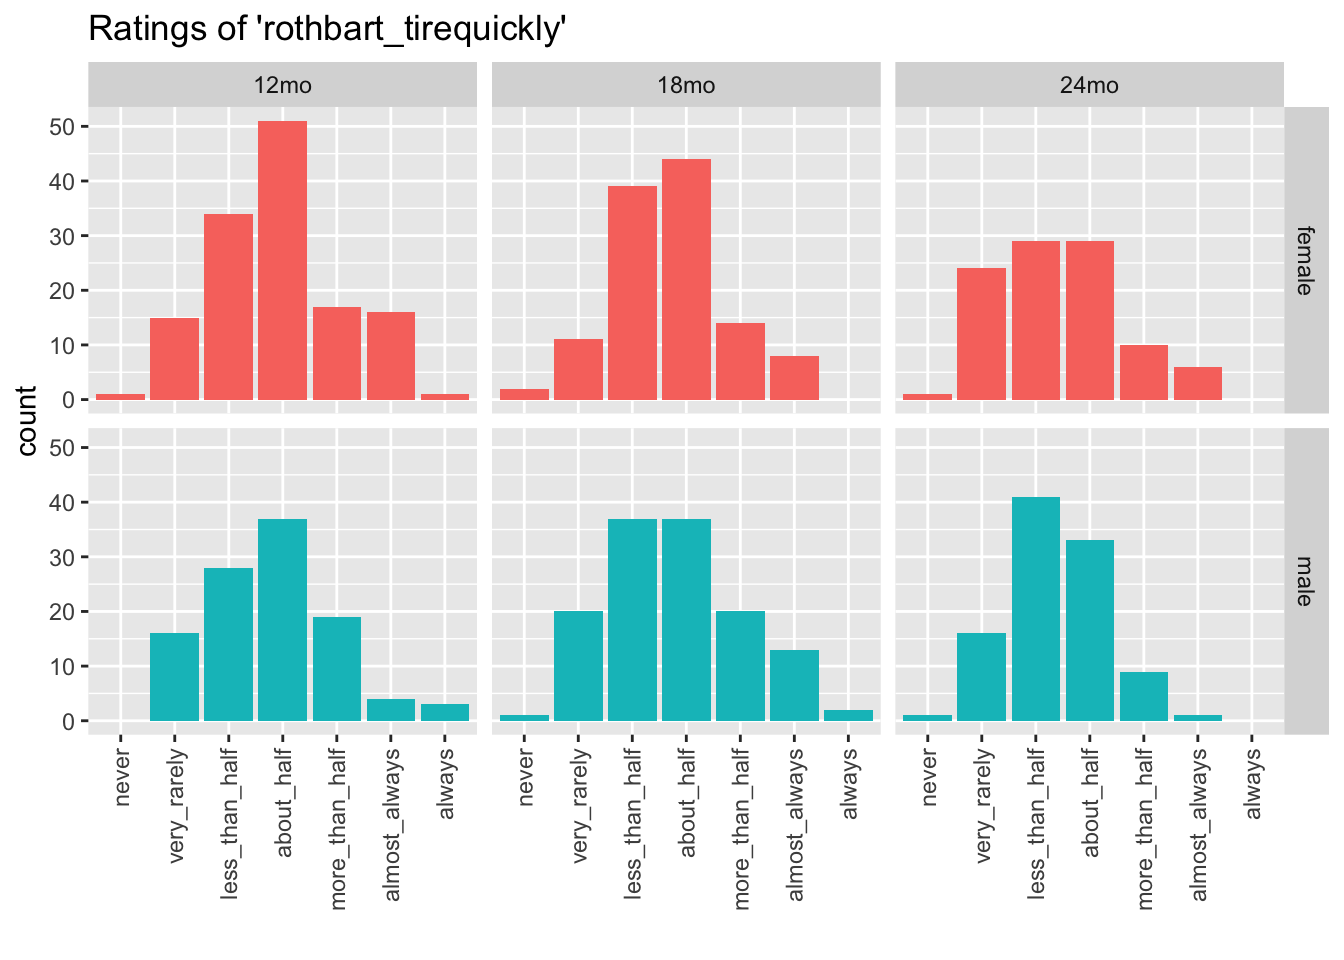 Ratings of 'rothbart_tirequickly'
12mo
18mo
24mo
50
40
30
20
10
0
female
count
50
40
30
20
10
0
male
never
very_rarely
less_than_half
about_half
more_than_half
almost_always
always
never
very_rarely
less_than_half
about_half
more_than_half
almost_always
always
never
very_rarely
less_than_half
about_half
more_than_half
almost_always
always